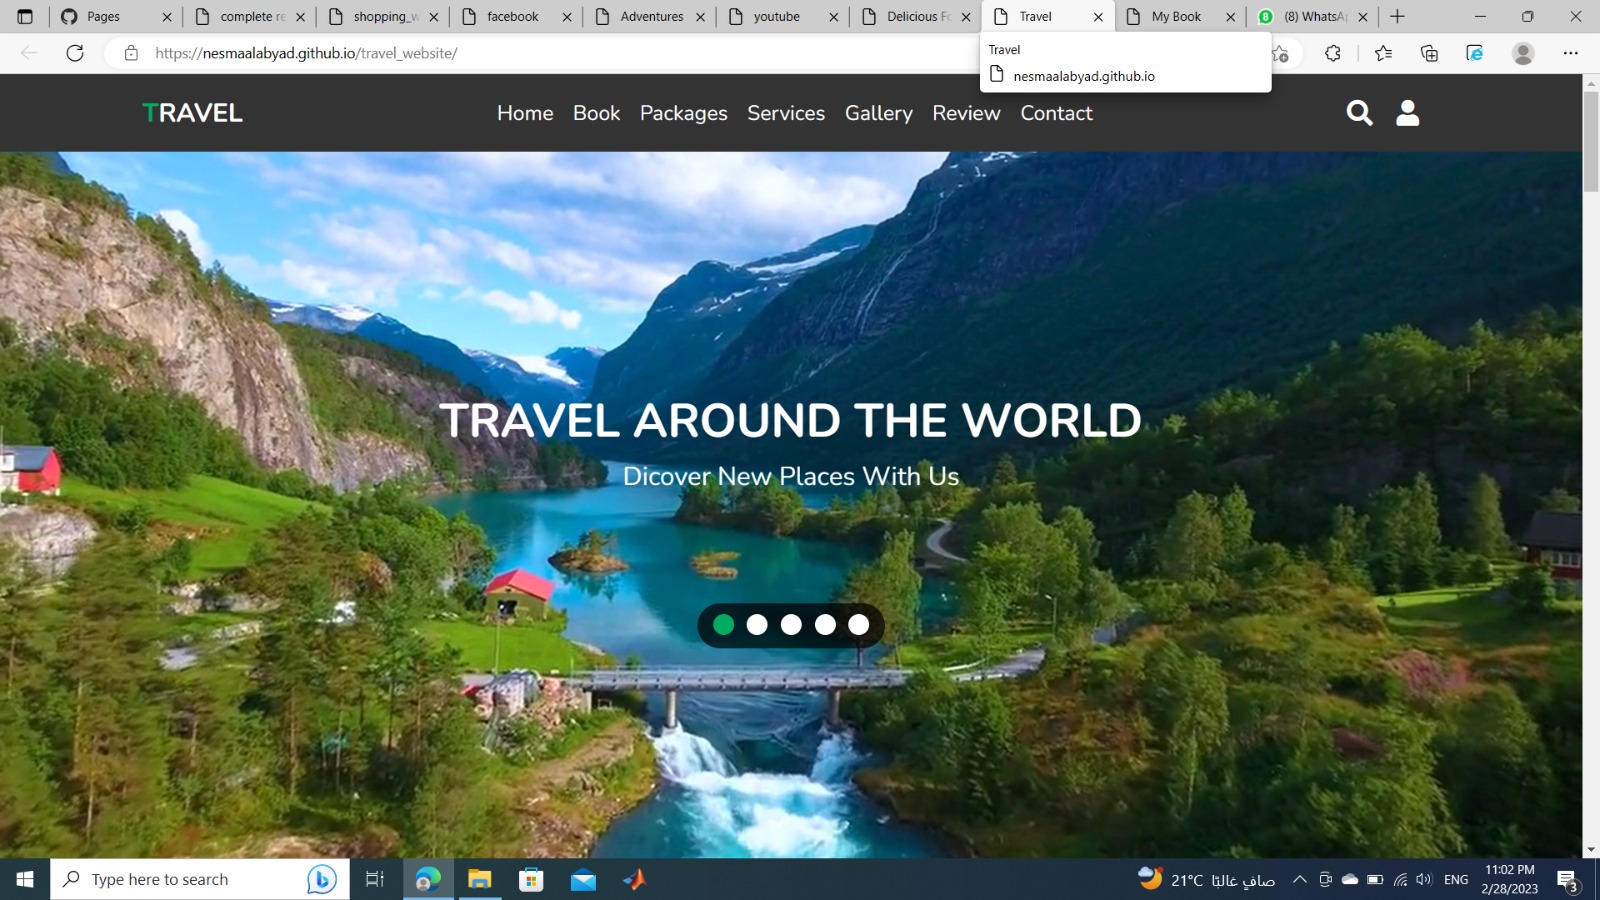 Pages
complete re
shopping_w
facebook
Adventures
youtube
Delicious Fo
Travel
My Book
(8) WhatsAp
https://nesmaalabyad.github.io/travel_website/
Travel
nesmaalabyad.github.io
TRAVEL
Home Book Packages Services Gallery Review Contact
TRAVEL AROUND THE WORLD
Dicover New Places With Us
Type here to search
21°C صافٍ غالبًا
ENG
11:02 PM
2/28/2023
3